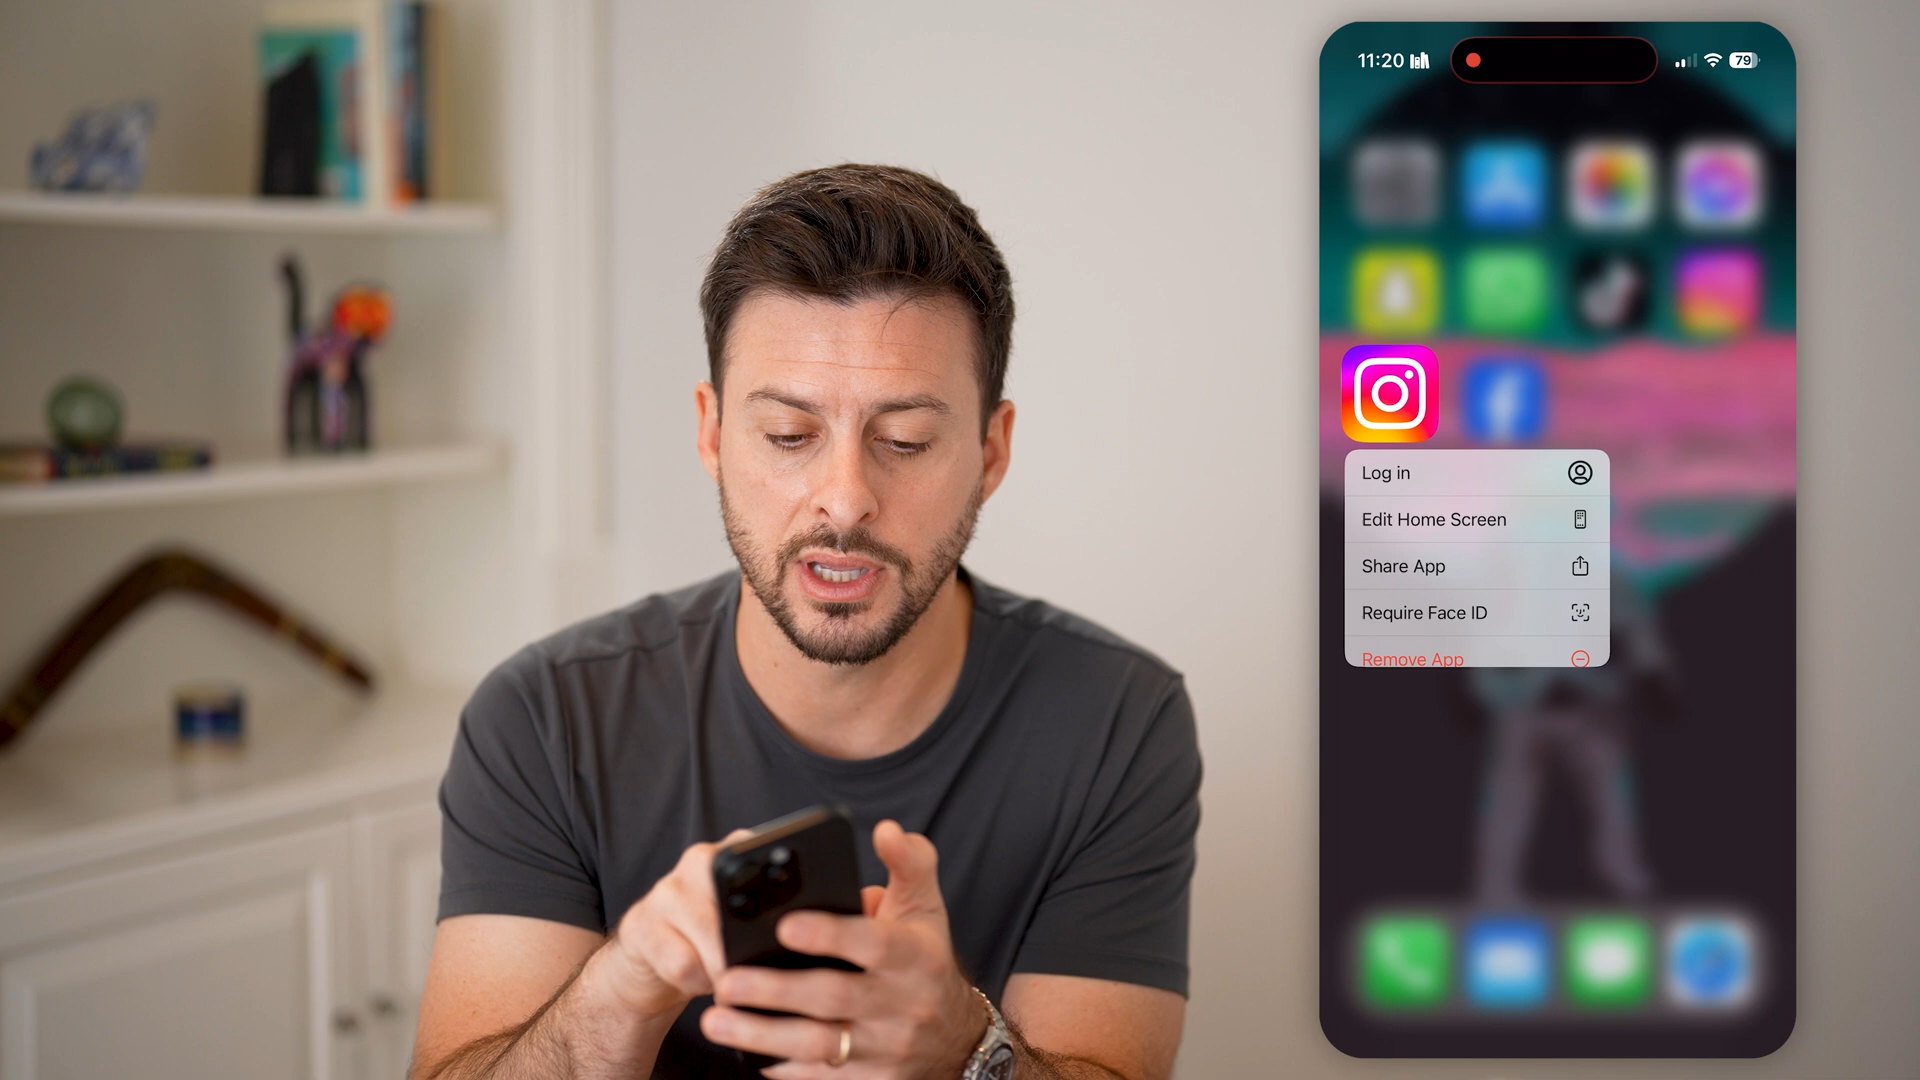 11:20
79
Log in
Edit Home Screen
Share App
Require Face ID
Remove App